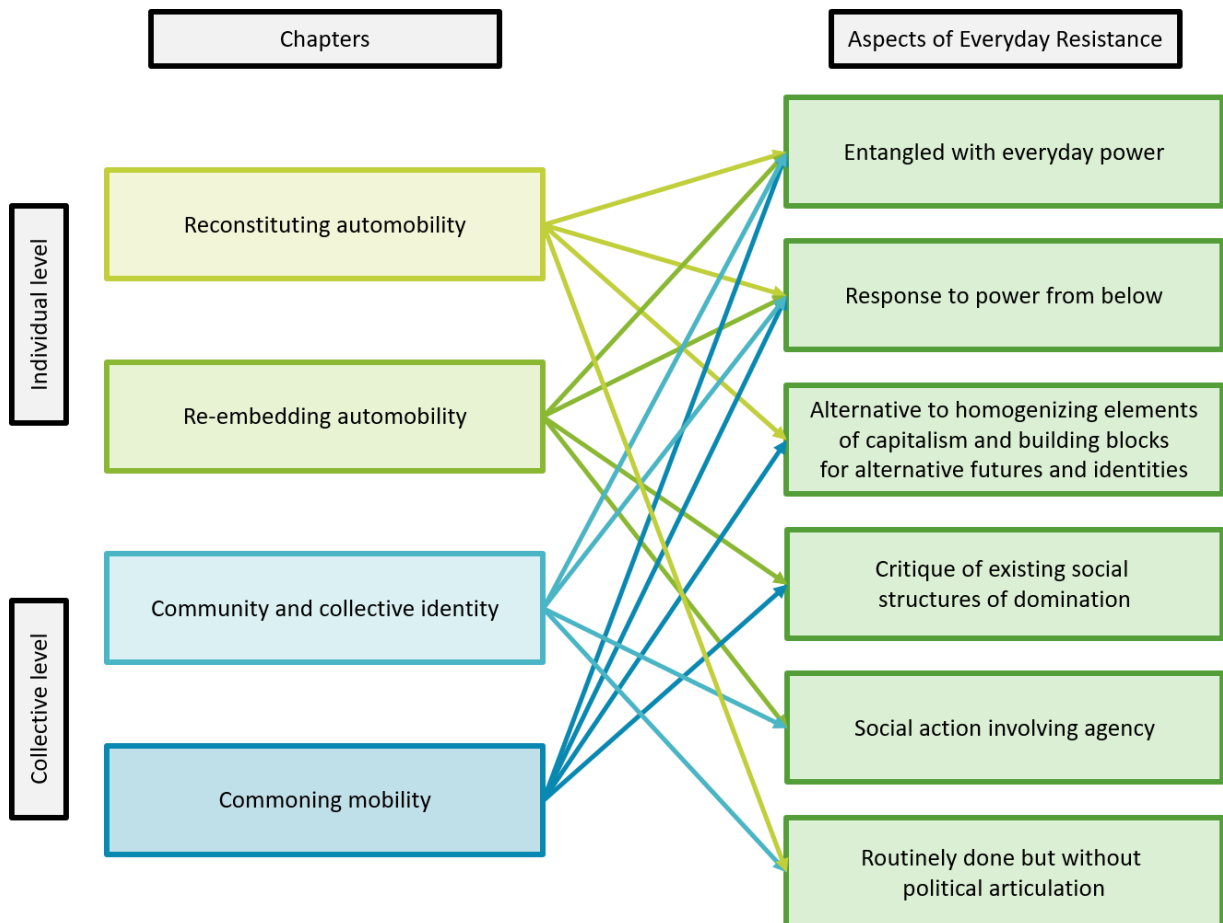 Chapters
Aspects of Everyday Resistance
Individual level
Collective level
Reconstituting automobility
Re-embedding automobility
Community and collective identity
Commoning mobility
Entangled with everyday power
Response to power from below
Alternative to homogenizing elements
of capitalism and building blocks
for alternative futures and identities
Critique of existing social
structures of domination
Social action involving agency
Routinely done but without
political articulation